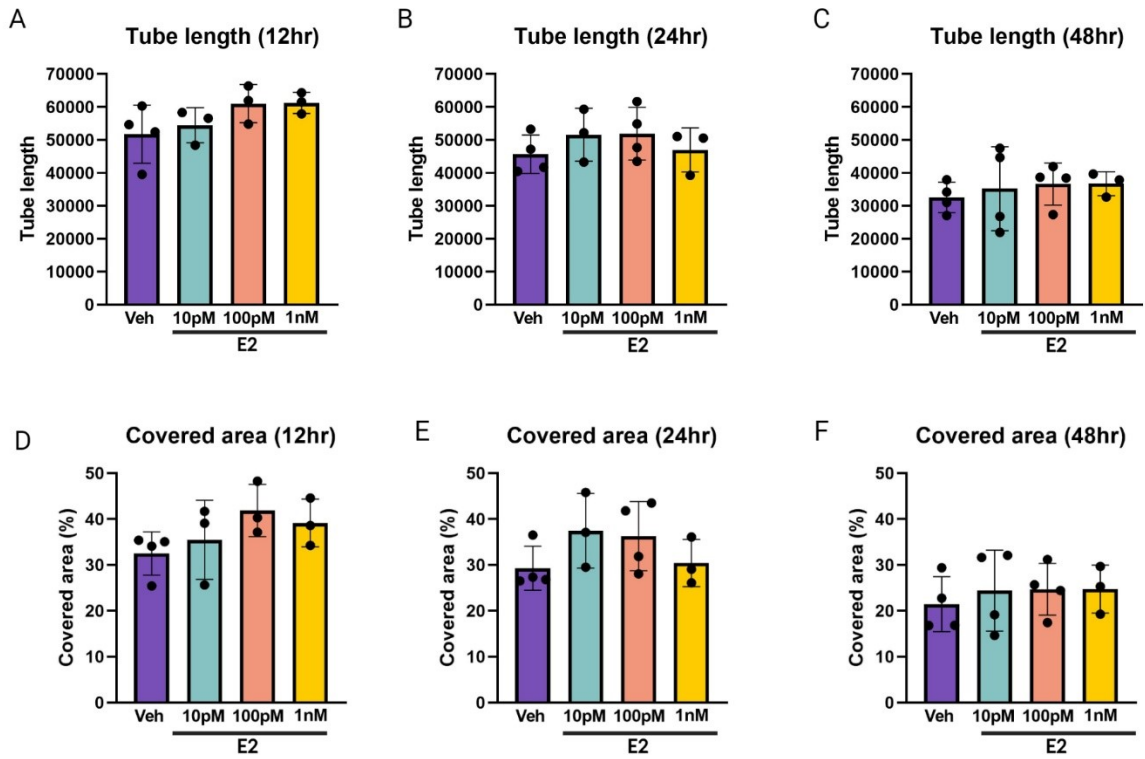 A
Tube length (12hr)
Tube length
70000
60000
50000
40000
30000
20000
10000
0
Veh 10pM 100pM 1nM
E2
B
Tube length (24hr)
Tube length
70000
60000
50000
40000
30000
20000
10000
0
Veh 10pM 100pM 1nM
E2
C
Tube length (48hr)
Tube length
70000
60000
50000
40000
30000
20000
10000
0
Veh 10pM 100pM 1nM
E2
D
Covered area (12hr)
Covered area (%)
50
40
30
20
10
0
Veh 10pM 100pM 1nM
E2
E
Covered area (24hr)
Covered area (%)
50
40
30
20
10
0
Veh 10pM 100pM 1nM
E2
F
Covered area (48hr)
Covered area (%)
50
40
30
20
10
0
Veh 10pM 100pM 1nM
E2